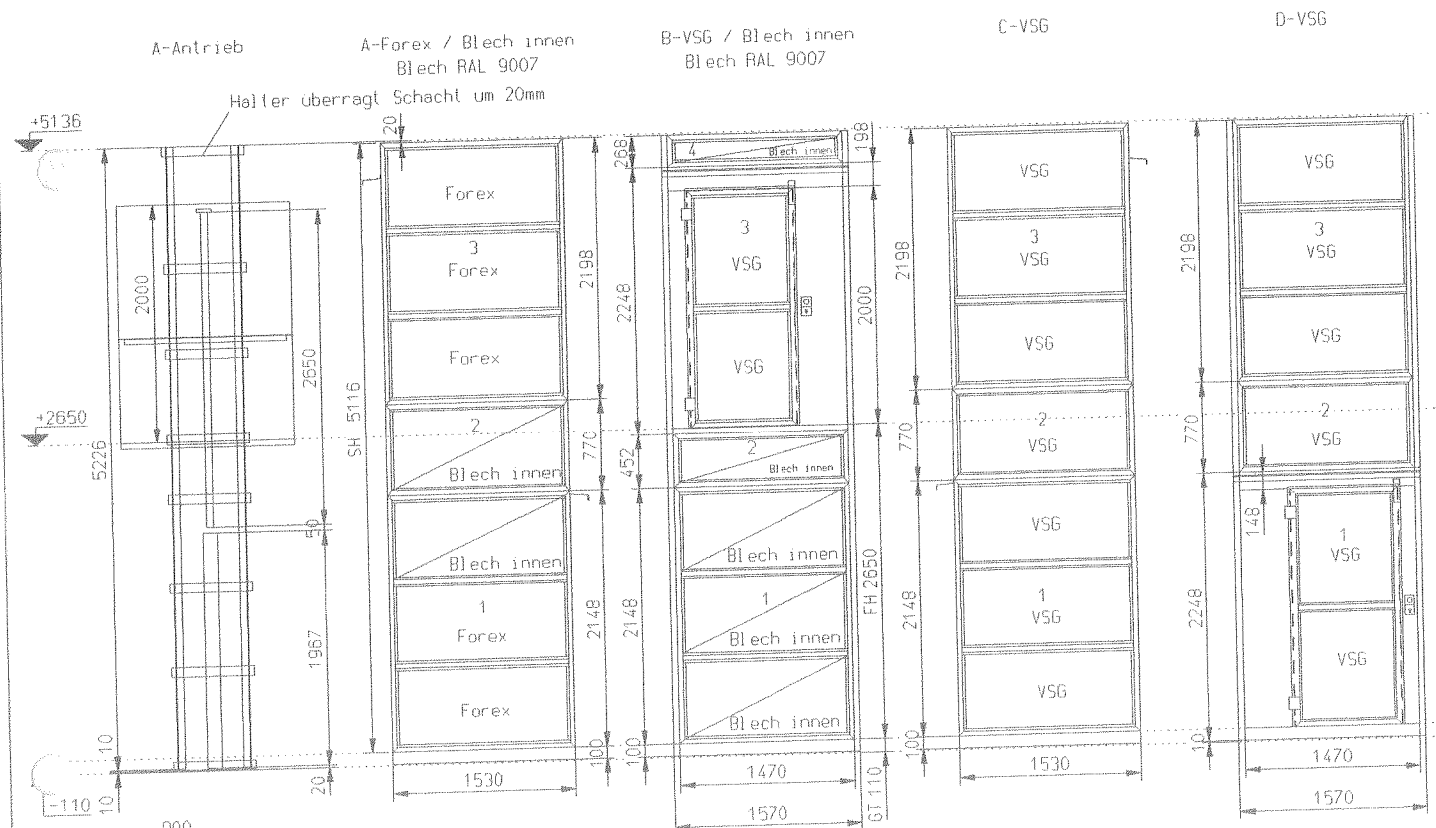 A-Antrieb
A-Forex / Blech innen
Blech RAL 9007
B-VSG / Blech innen
Blech RAL 9007
C-VSG
D-VSG
Halter überragt Schacht um 20mm
+5136
+2650
-110
5226
2000
2650
50
1967
10
10
20
20
SH 5116
Forex
3
Forex
Forex
2
Blech innen
Blech innen
1
Forex
Forex
2198
770
2148
100
1530
268
2248
452
2148
100
4
Blech innen
3
VSG
VSG
2
Blech innen
Blech innen
1
Blech innen
Blech innen
198
2000
FH 2650
GT 110
1470
1570
2198
770
2148
100
VSG
3
VSG
VSG
2
VSG
VSG
1
VSG
VSG
1530
2198
770
148
2248
10
VSG
3
VSG
VSG
2
VSG
1
VSG
VSG
1470
1570